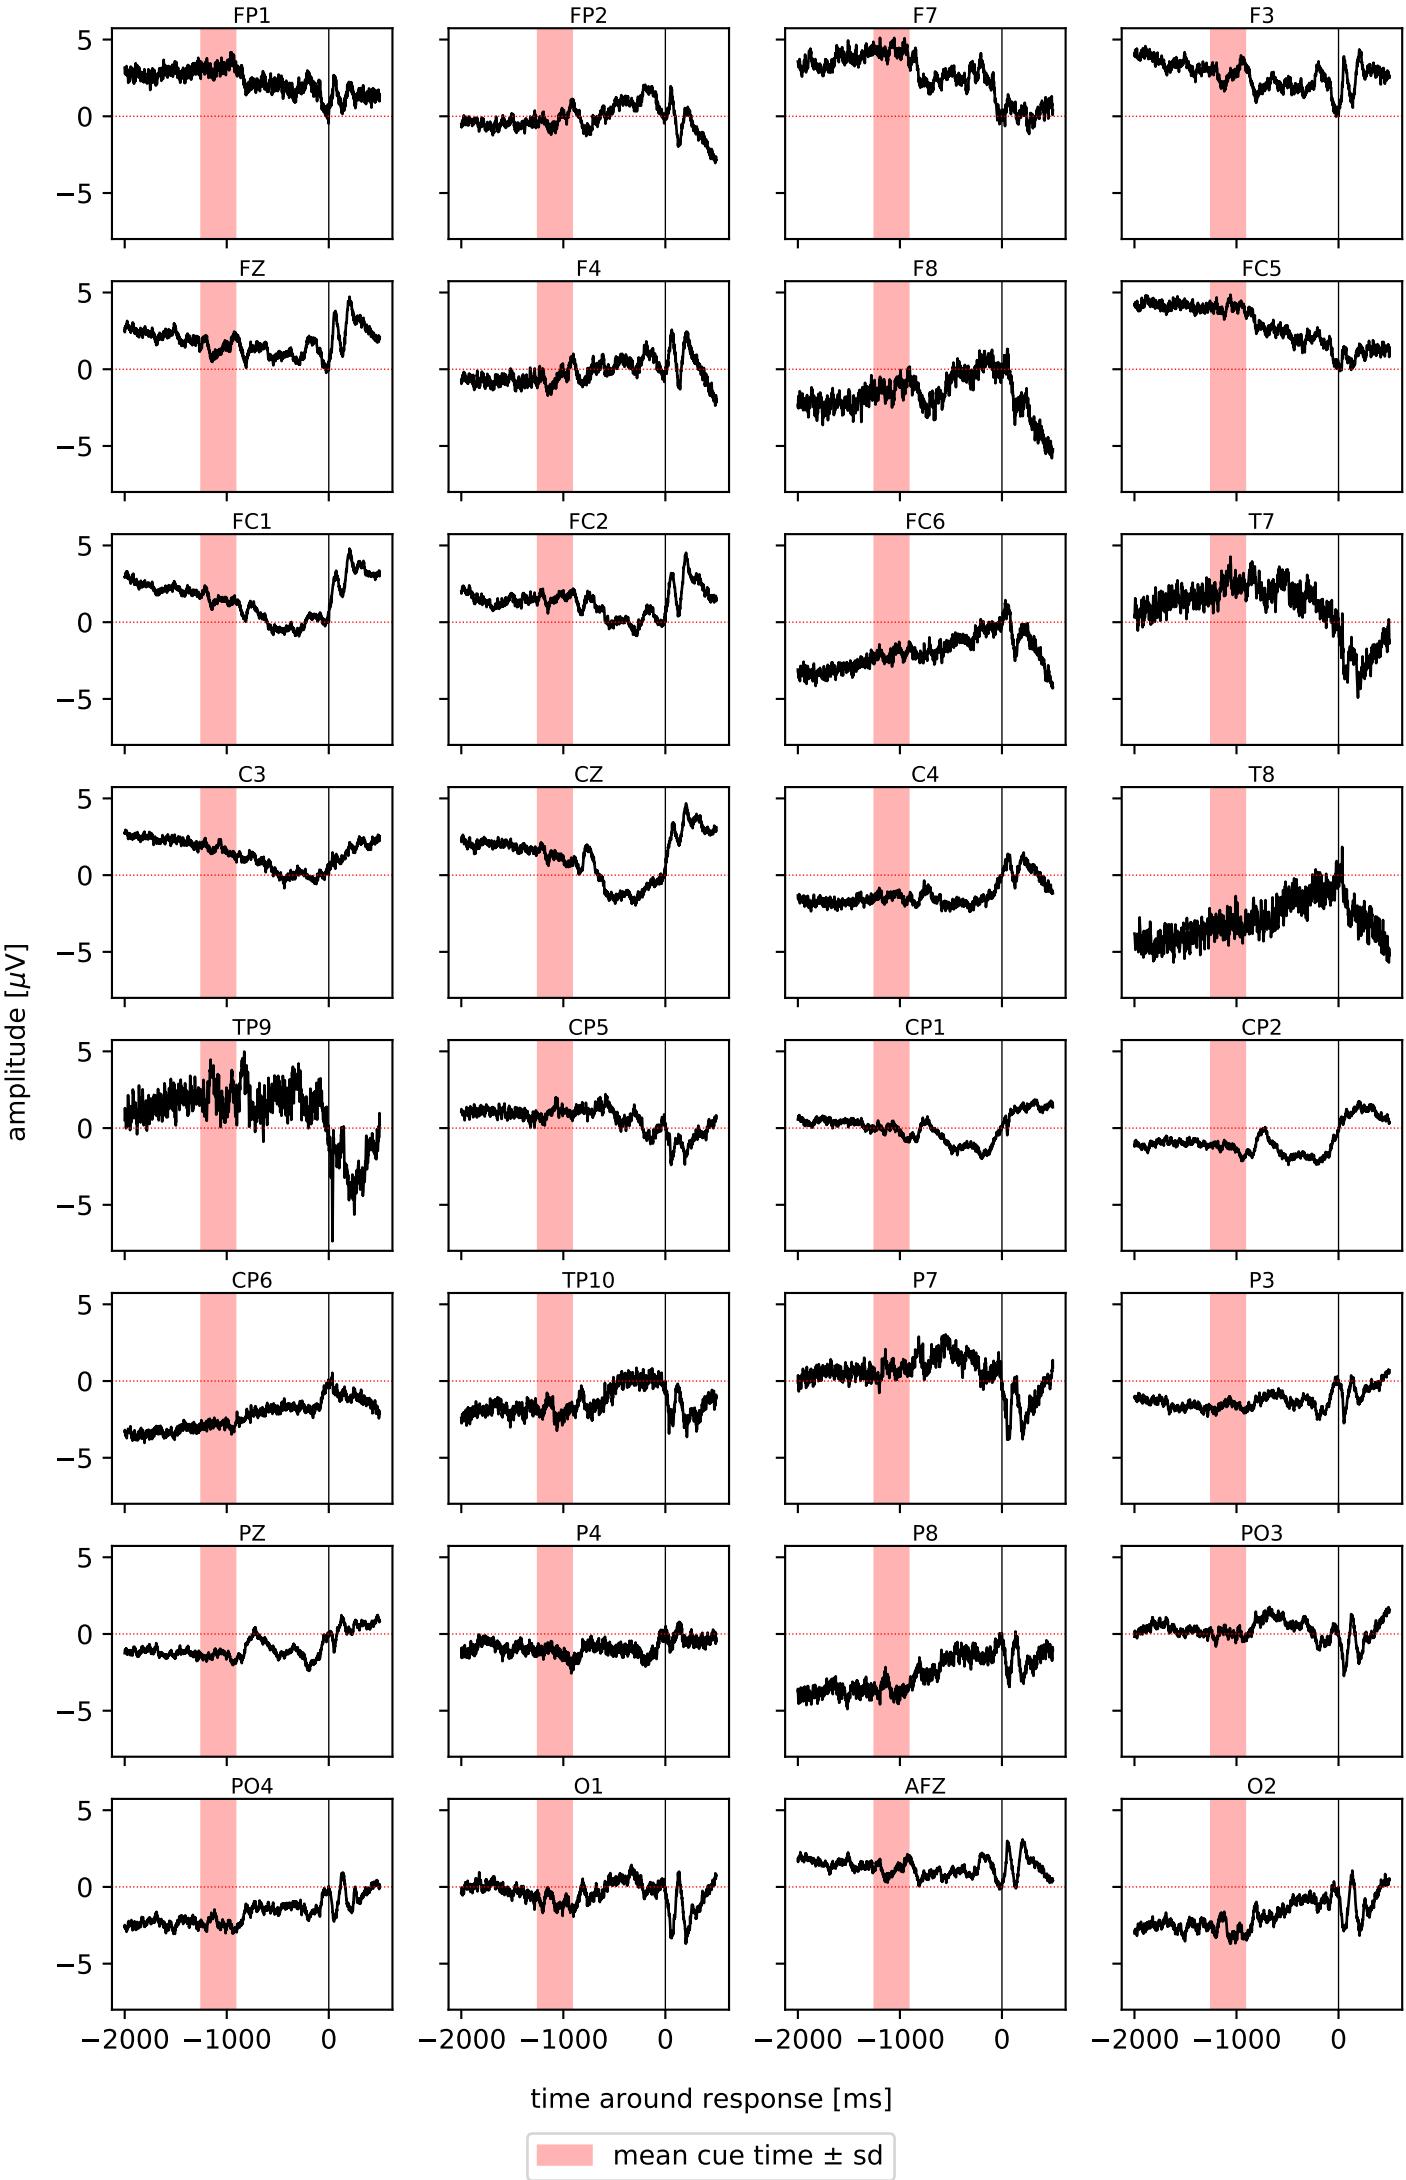 FP1 FP2 F7 F3
5
0
−5
FZ F4 F8 FC5
5
0
−5
FC1 FC2 FC6 T7
5
0
−5
C3 CZ C4 T8
5
0
−5
TP9 CP5 CP1 CP2
5
0
−5
CP6 TP10 P7 P3
5
0
−5
PZ P4 P8 PO3
5
0
−5
PO4 O1 AFZ O2
5
0
−5
amplitude [μV]
−2000 −1000 0 −2000 −1000 0 −2000 −1000 0 −2000 −1000 0
time around response [ms]
mean cue time ± sd